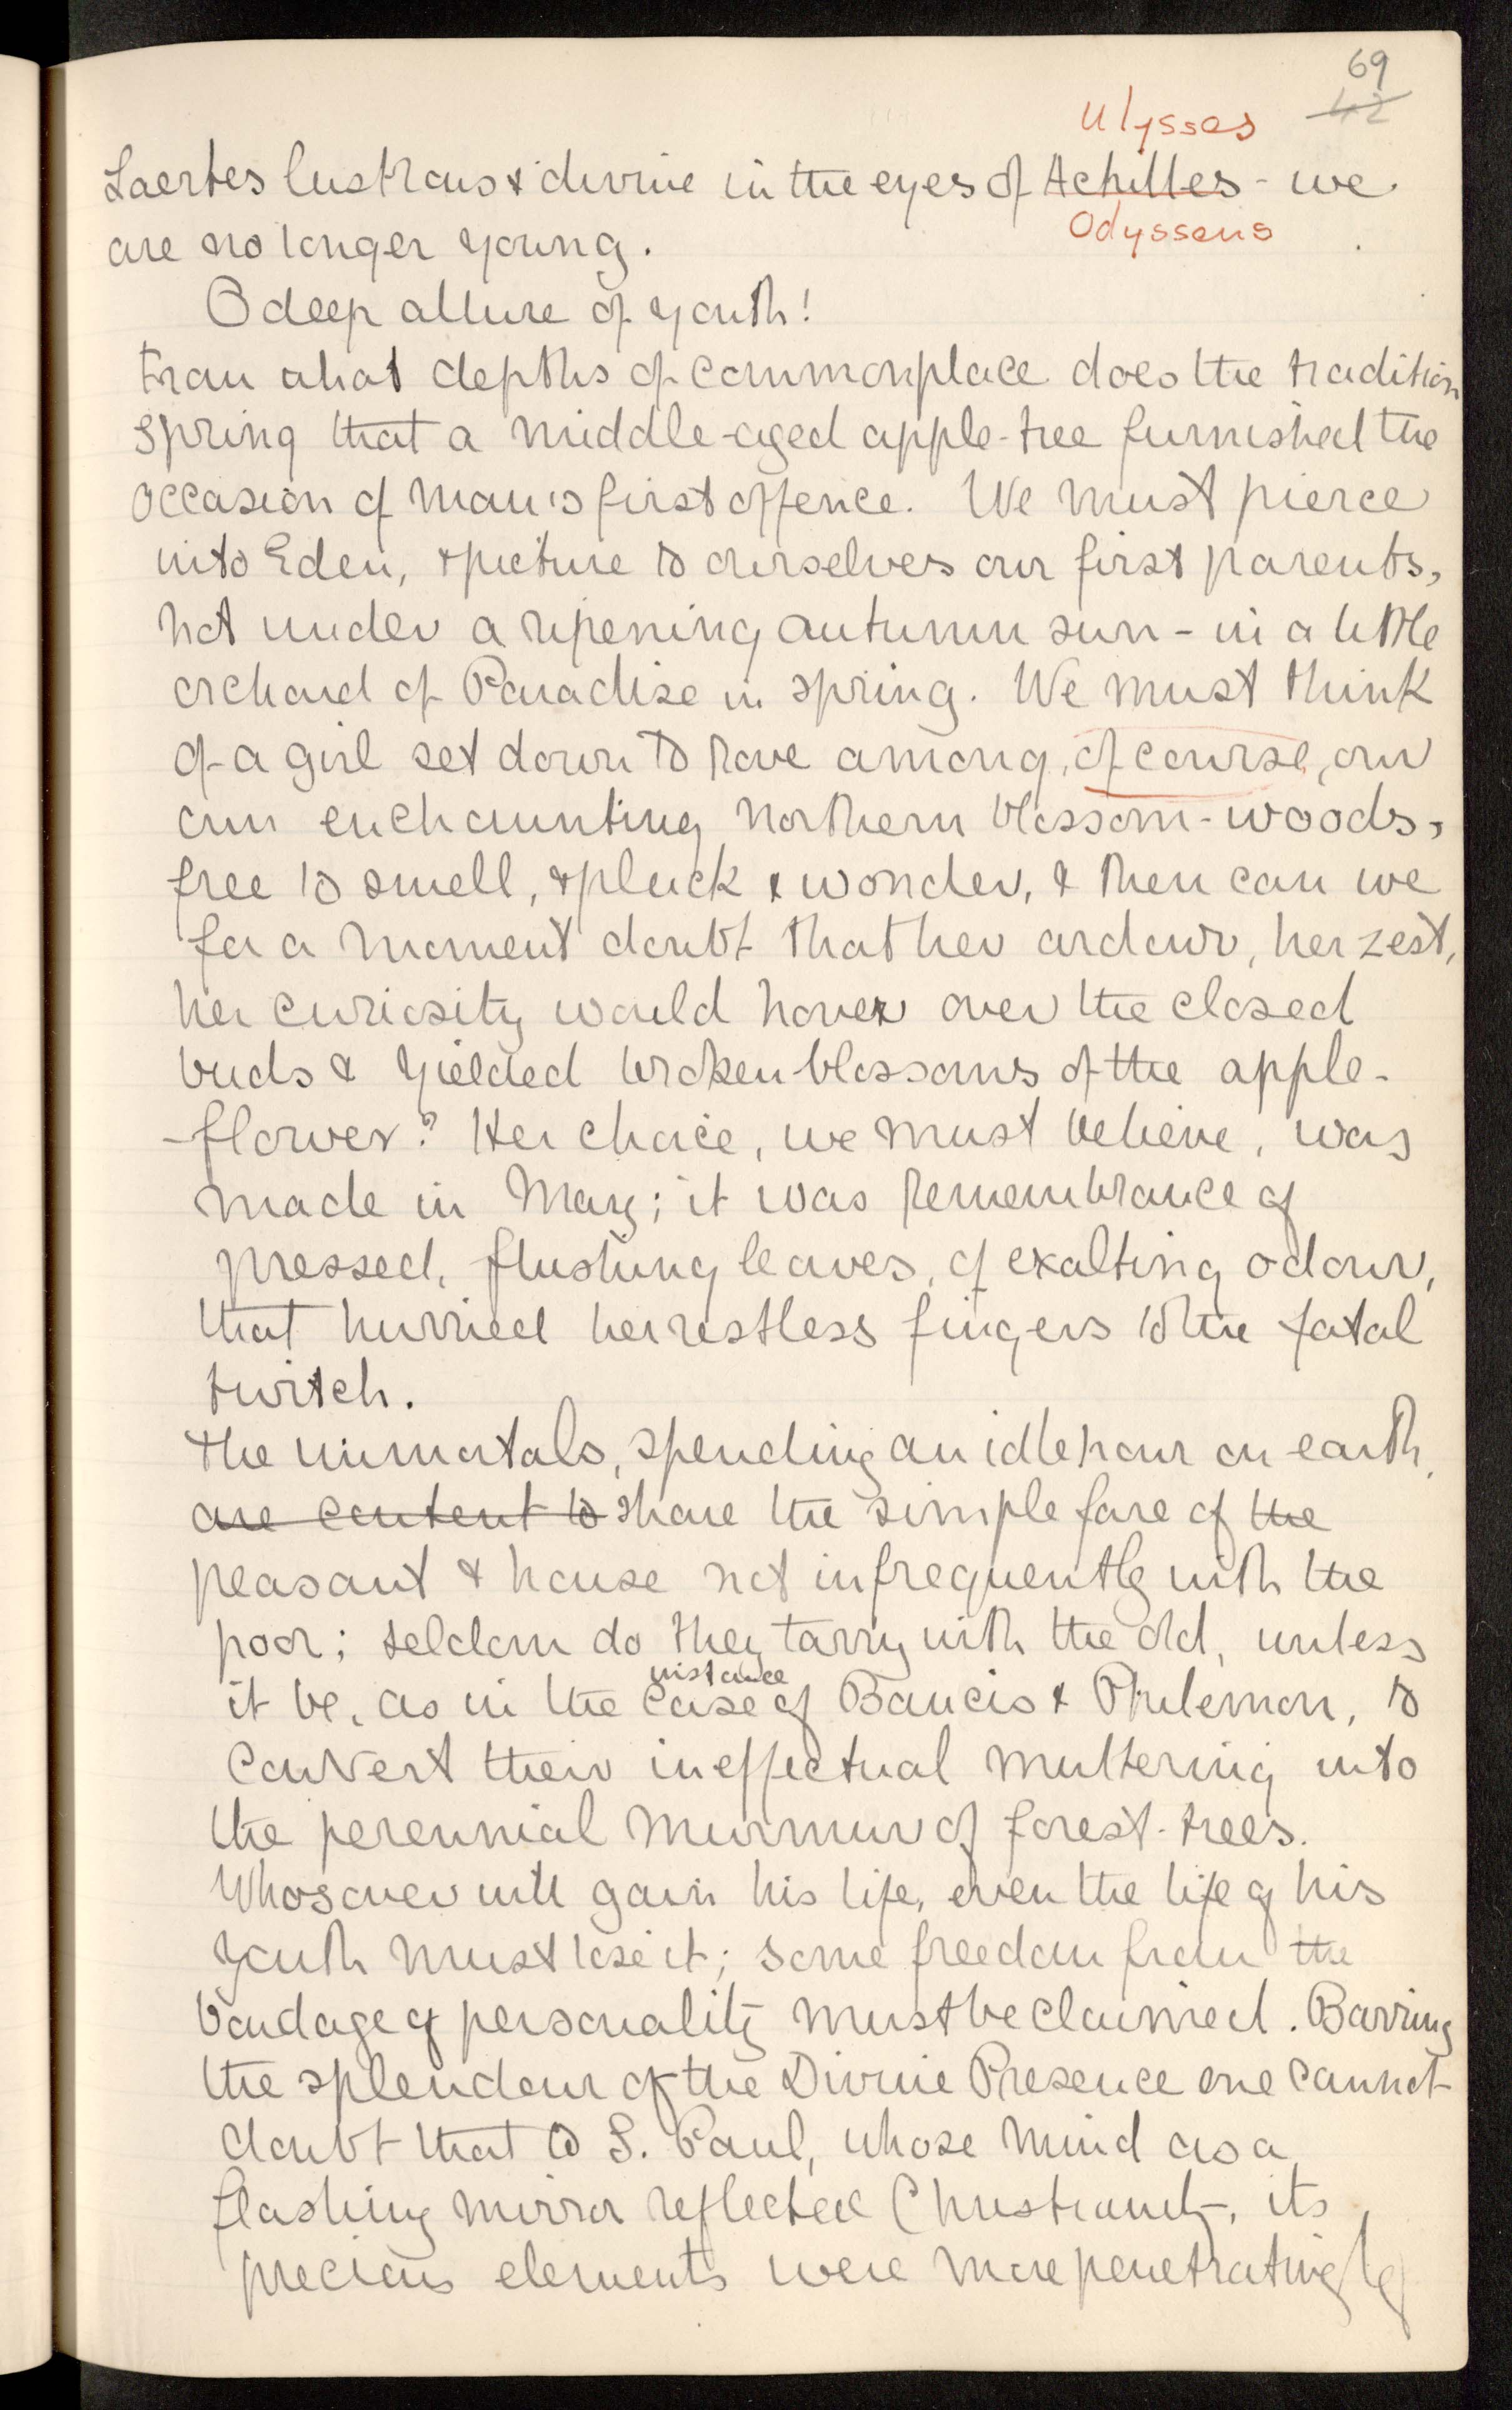 69
42
Ulysses
Laertes lustrous & divine in the eyes of Achilles - we
Odysseus
are no longer young.
O deep allure of youth!
From what depths of commonplace does the tradition
spring that a middle-aged apple-tree furnished the
occasion of man's first offence. We must pierce
into Eden, & picture to ourselves our first parents,
not under a ripening autumn sun - in a little
orchard of Paradise in spring. We must think
of a girl set down to rove among, of course, our
own enchaunting northern blossom-woods,
free to smell, & pluck & wonder, & then can we
for a moment doubt that her ardour, her zest,
her curiosity would hover over the closed
buds & yielded broken blossoms of the apple-
-flower? Her choice, we must believe, was
made in May; it was remembrance of
pressed, flushing leaves, of exalting odour,
that hurried her restless fingers to the fatal
twitch.
The immortals, spending an idle hour on earth,
are content to share the simple fare of the
peasant & house not infrequently with the
poor; seldom do they tarry with the old, unless
instance
it be, as in the case of Baucis & Philemon, to
convert their ineffectual muttering into
the perennial murmur of forest-trees.
Whosoever will gain his life, even the life of his
youth must lose it; some freedom from the
bondage of personality must be claimed. Barring
the splendour of the Divine Presence one cannot
doubt that to S. Paul, whose mind as a
flashing mirror reflected Christianity, its
precious elements were more penetratingly